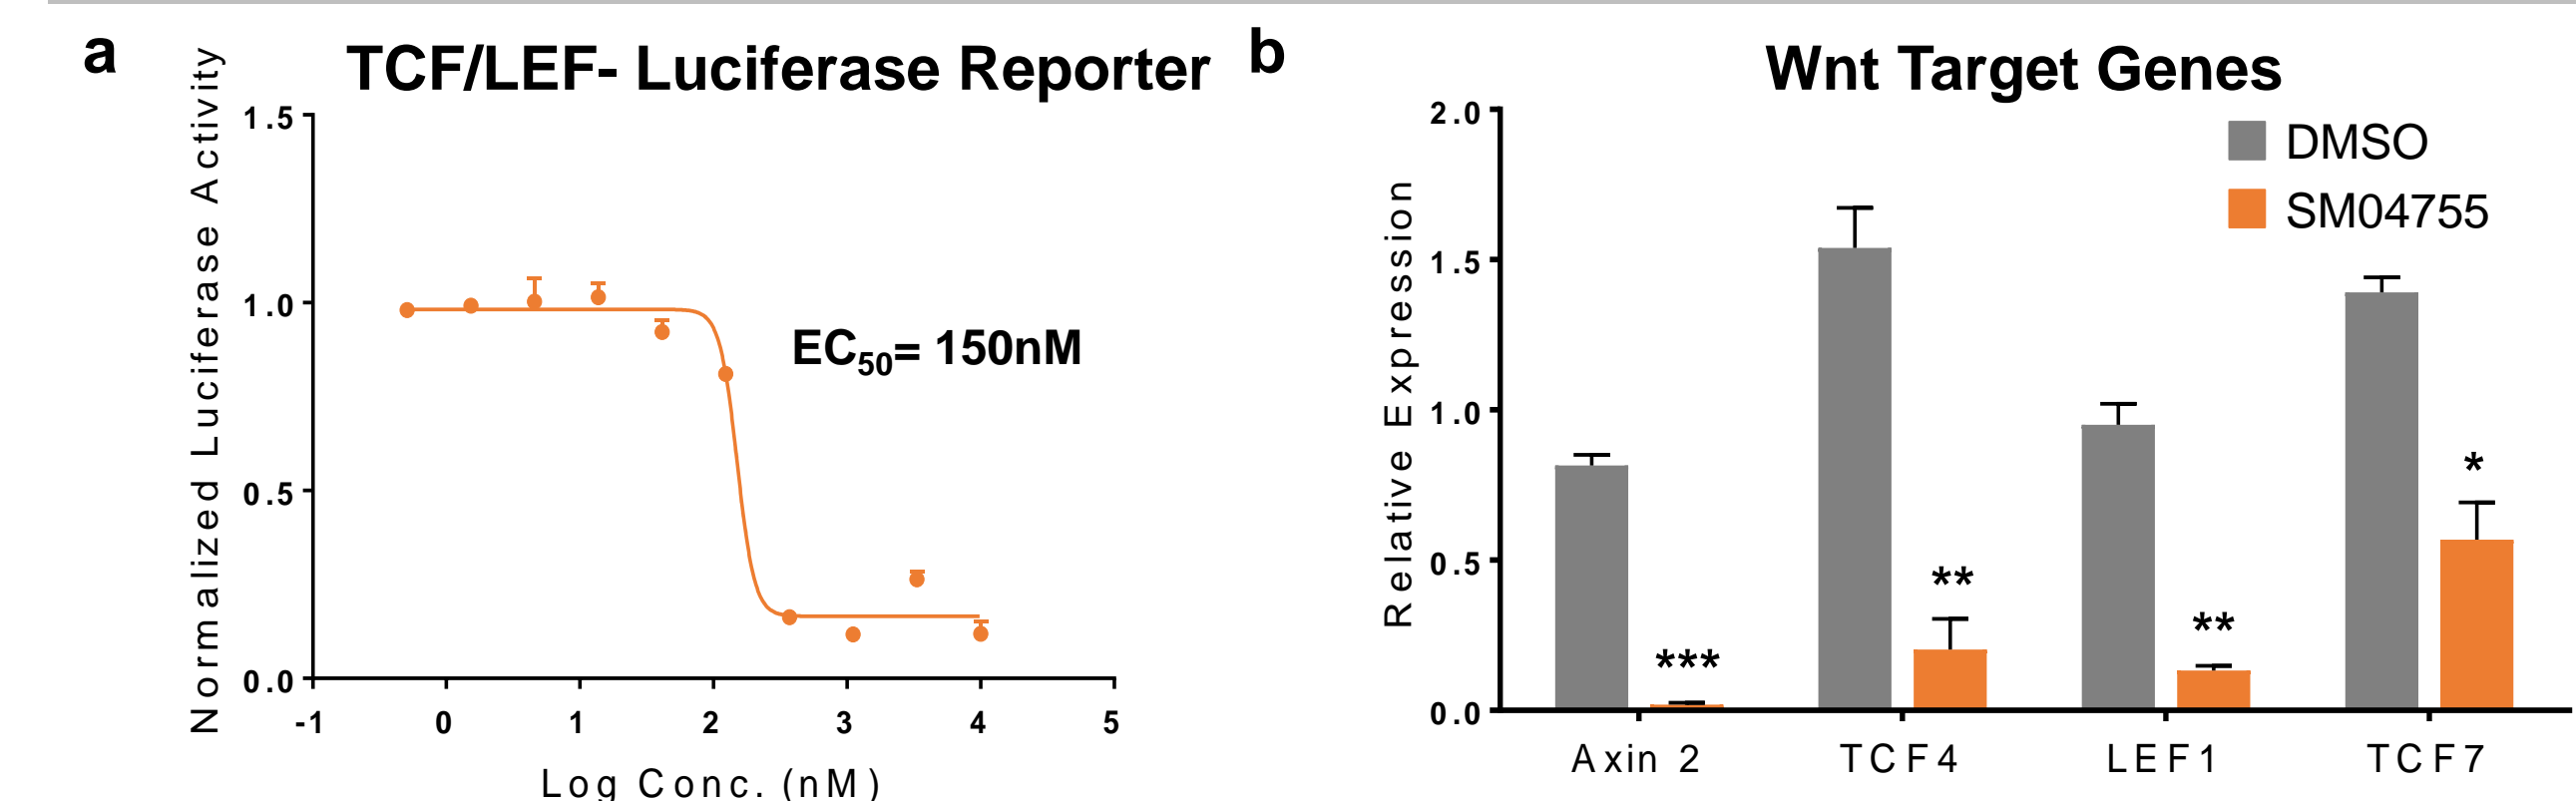 a
TCF/LEF- Luciferase Reporter
Normalized Luciferase Activity
1.5
1.0
0.5
0.0
EC50= 150nM
-1 0 1 2 3 4 5
Log Conc. (nM)
b
Wnt Target Genes
Relative Expression
2.0
1.5
1.0
0.5
0.0
DMSO
SM04755
***
**
**
*
Axin 2 TCF4 LEF1 TCF7